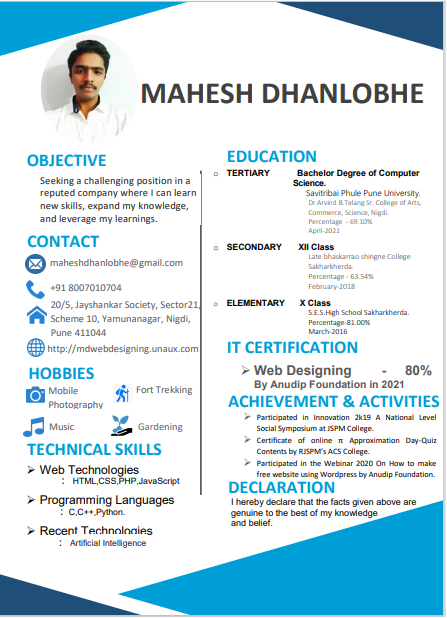 MAHESH DHANLOBHE
OBJECTIVE
Seeking a challenging position in a
reputed company where I can learn
new skills, expand my knowledge,
and leverage my learnings.
CONTACT
maheshdhanlobhe@gmail.com
+91 8007010704
20/5, Jayshankar Society, Sector21,
Scheme 10, Yamunanagar, Nigdi,
Pune 411044
http://mdwebdesigning.unaux.com
HOBBIES
Mobile
Photography
Fort Trekking
Music
Gardening
TECHNICAL SKILLS
➢ Web Technologies
: HTML,CSS,PHP,JavaScript
➢ Programming Languages
: C,C++,Python.
➢ Recent Technologies
: Artificial Intelligence
EDUCATION
○ TERTIARY Bachelor Degree of Computer
Science.
Savitribai Phule Pune University.
Dr.Arvind B.Telang Sr. College of Arts,
Commerce, Science, Nigdi.
Percentage - 69.10%
April-2021
○ SECONDARY XII Class
Late bhaskarrao shingne College
Sakharkherda.
Percentage - 63.54%
February-2018
○ ELEMENTARY X Class
S.E.S.High School Sakharkherda.
Percentage-81.00%
March-2016
IT CERTIFICATION
➢ Web Designing - 80%
By Anudip Foundation in 2021
ACHIEVEMENT & ACTIVITIES
➢ Participated in Innovation 2k19 A National Level
Social Symposium at JSPM College.
➢ Certificate of online π Approximation Day-Quiz
Contents by RJSPM's ACS College.
➢ Participated in the Webinar 2020 On How to make
free website using Wordpress by Anudip Foundation.
DECLARATION
I hereby declare that the facts given above are
genuine to the best of my knowledge
and belief.